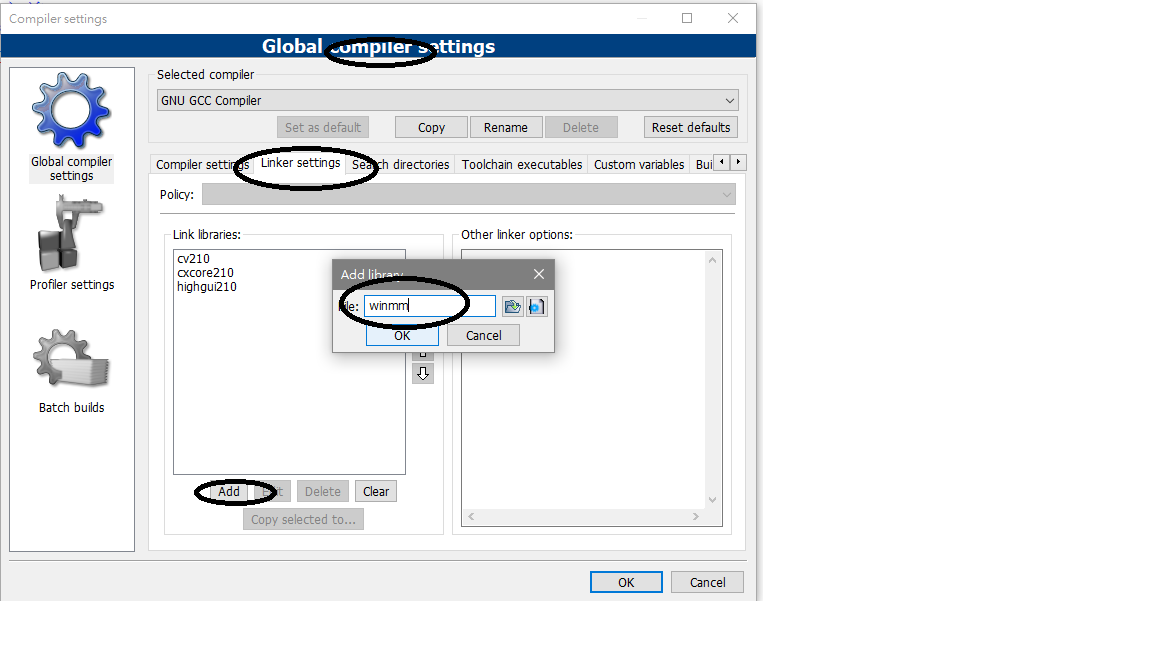 Compiler settings
Global compiler settings
Global compiler
settings
Profiler settings
Batch builds
Selected compiler
GNU GCC Compiler
Set as default Copy Rename Delete Reset defaults
Compiler settings Linker settings Search directories Toolchain executables Custom variables Bui
Policy:
Link libraries:
cv210
cxcore210
highgui210
Other linker options:
Add library
File: winmm
OK Cancel
Add Edit Delete Clear
Copy selected to...
OK Cancel